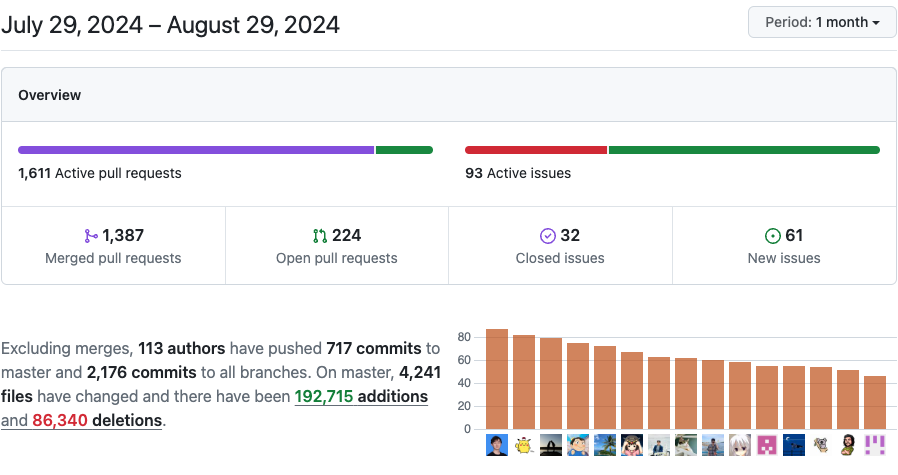 July 29, 2024 – August 29, 2024
Period: 1 month
Overview
1,611 Active pull requests
93 Active issues
1,387
Merged pull requests
224
Open pull requests
32
Closed issues
61
New issues
Excluding merges, 113 authors have pushed 717 commits to
master and 2,176 commits to all branches. On master, 4,241
files have changed and there have been 192,715 additions
and 86,340 deletions.
80
60
40
20
0